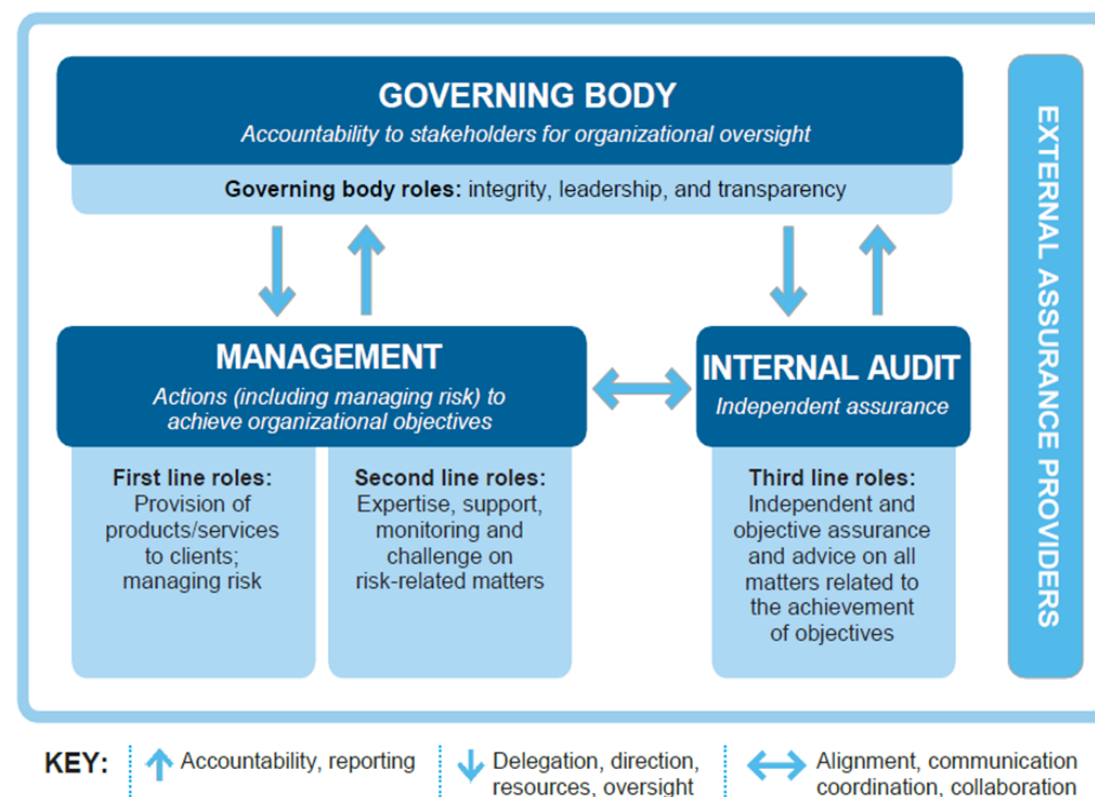 GOVERNING BODY
Accountability to stakeholders for organizational oversight
Governing body roles: integrity, leadership, and transparency
MANAGEMENT
Actions (including managing risk) to
achieve organizational objectives
First line roles:
Provision of
products/services
to clients;
managing risk
Second line roles:
Expertise, support,
monitoring and
challenge on
risk-related matters
INTERNAL AUDIT
Independent assurance
Third line roles:
Independent and
objective assurance
and advice on all
matters related to
the achievement
of objectives
EXTERNAL ASSURANCE PROVIDERS
KEY:
Accountability, reporting
Delegation, direction,
resources, oversight
Alignment, communication
coordination, collaboration